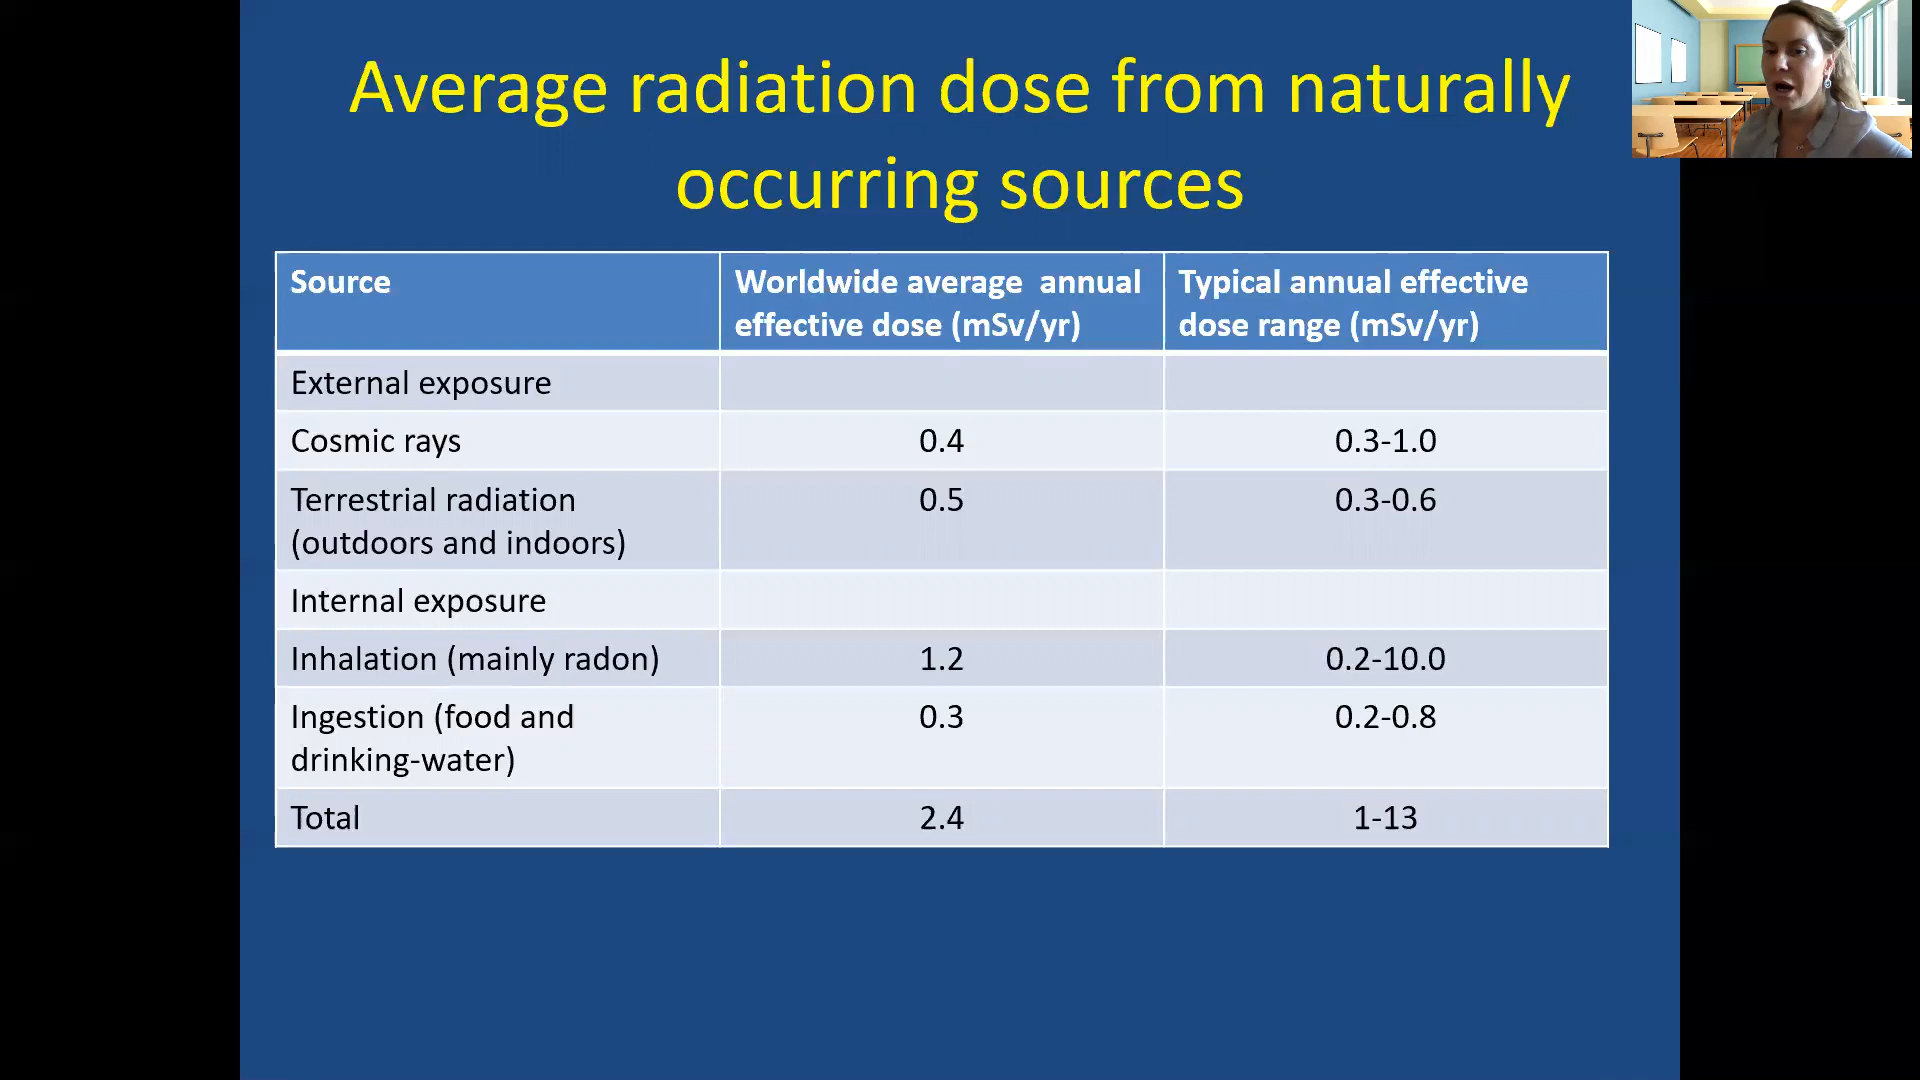 Average radiation dose from naturally
occurring sources
Source
Worldwide average  annual
effective dose (mSv/yr)
Typical annual effective
dose range (mSv/yr)
External exposure
Cosmic rays
0.4
0.3-1.0
Terrestrial radiation
(outdoors and indoors)
0.5
0.3-0.6
Internal exposure
Inhalation (mainly radon)
1.2
0.2-10.0
Ingestion (food and
drinking-water)
0.3
0.2-0.8
Total
2.4
1-13